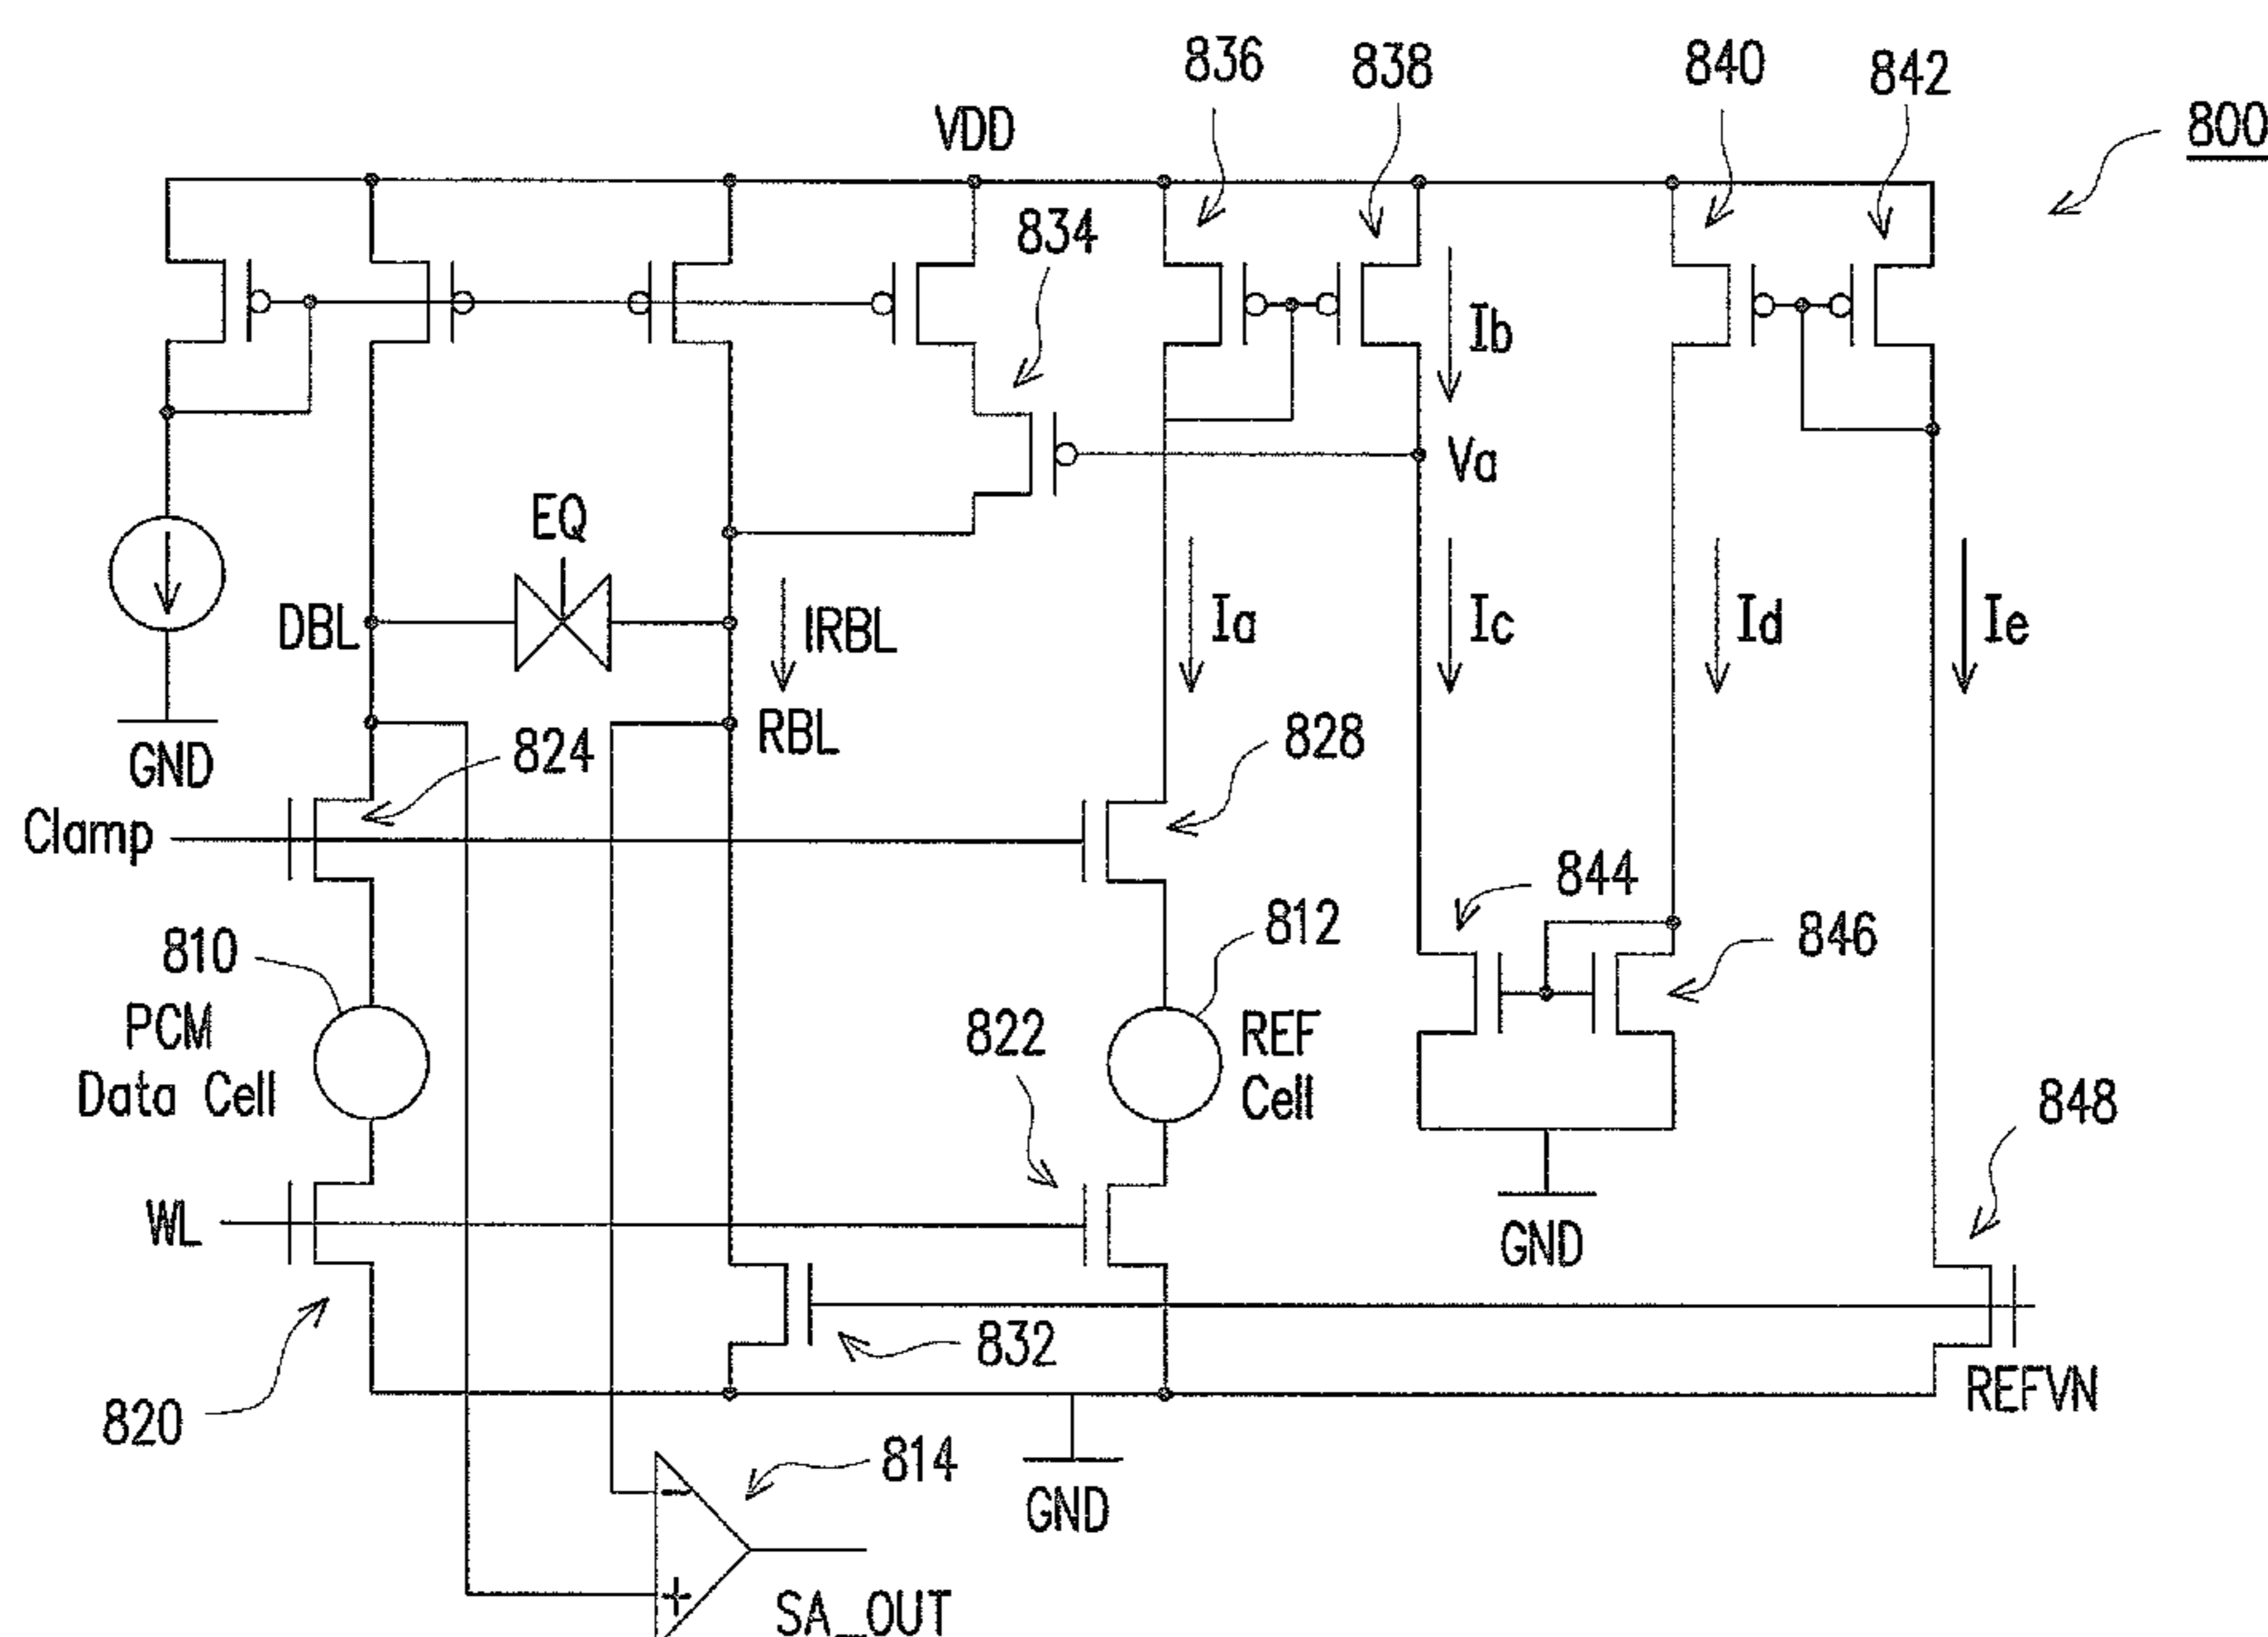 836
838
840
842
800
VDD
834
Ib
Va
EQ
DBL
IRBL
Ia
Ic
Id
Ie
RBL
GND
824
828
Clamp
844
846
810
812
PCM
Data Cell
822
REF
Cell
848
WL
GND
832
REFVN
820
814
GND
-
+
SA_OUT